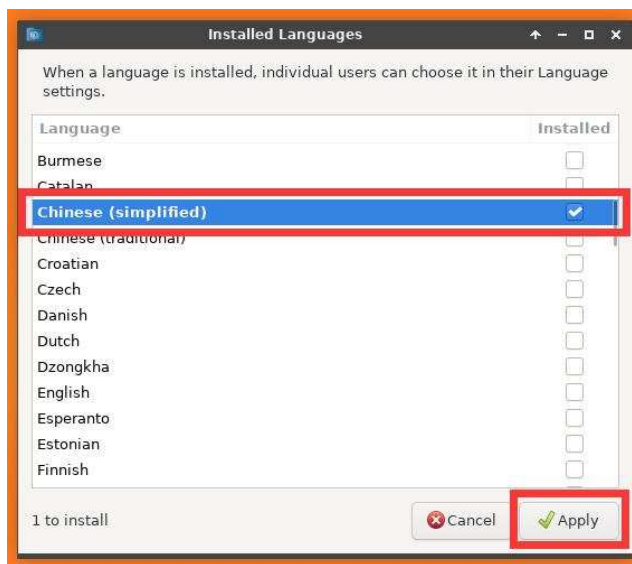 Installed Languages
When a language is installed, individual users can choose it in their Language
settings.
Language Installed
Burmese
Catalan
Chinese (simplified)
Chinese (traditional)
Croatian
Czech
Danish
Dutch
Dzongkha
English
Esperanto
Estonian
Finnish
1 to install Cancel Apply